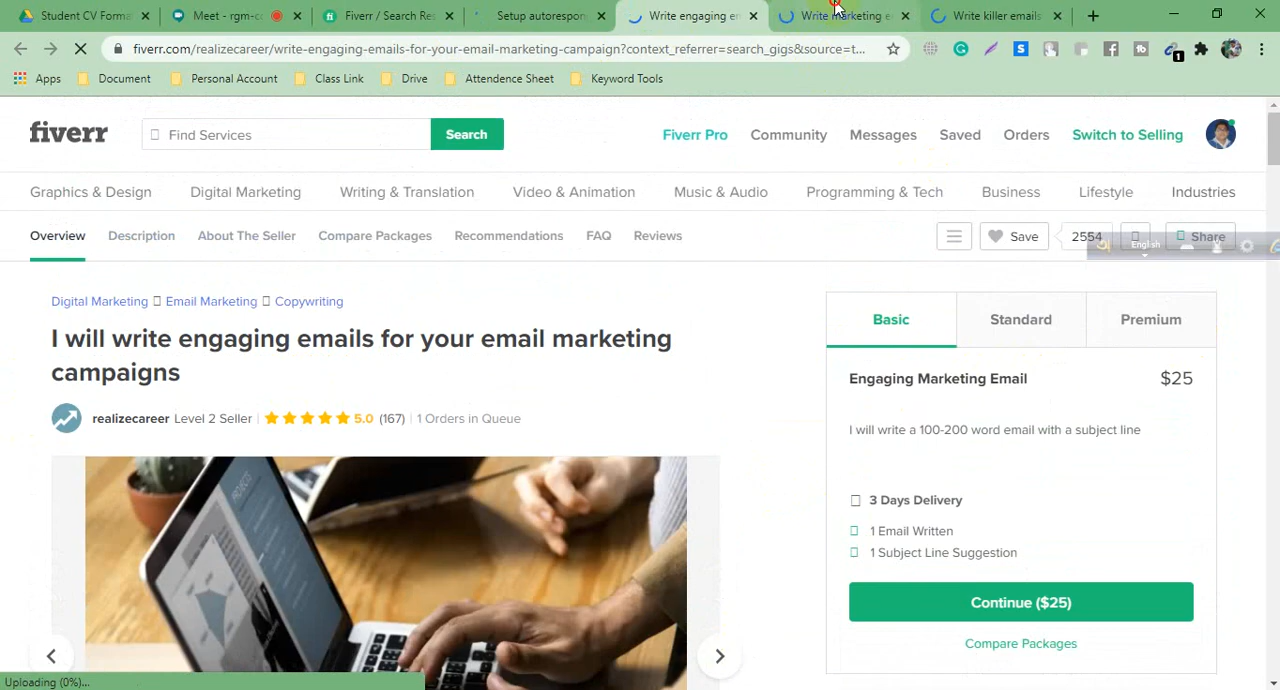 Student CV Forma
Meet - rgm-c
Fiverr / Search Res
Setup autorespon
Write engaging e
Write marketing e
Write killer emails
fiverr.com/realizecareer/write-engaging-emails-for-your-email-marketing-campaign?context_referrer=search_gigs&source=t...
Apps
Document
Personal Account
Class Link
Drive
Attendence Sheet
Keyword Tools
fiverr
Find Services
Search
Fiverr Pro
Community
Messages
Saved
Orders
Switch to Selling
Graphics & Design
Digital Marketing
Writing & Translation
Video & Animation
Music & Audio
Programming & Tech
Business
Lifestyle
Industries
Overview
Description
About The Seller
Compare Packages
Recommendations
FAQ
Reviews
Save
2554
Share
English
Digital Marketing
Email Marketing
Copywriting
I will write engaging emails for your email marketing
campaigns
realizecareer Level 2 Seller
5.0 (167)
1 Orders in Queue
Basic
Standard
Premium
Engaging Marketing Email
$25
I will write a 100-200 word email with a subject line
3 Days Delivery
1 Email Written
1 Subject Line Suggestion
Continue ($25)
Compare Packages
Uploading (0%)...